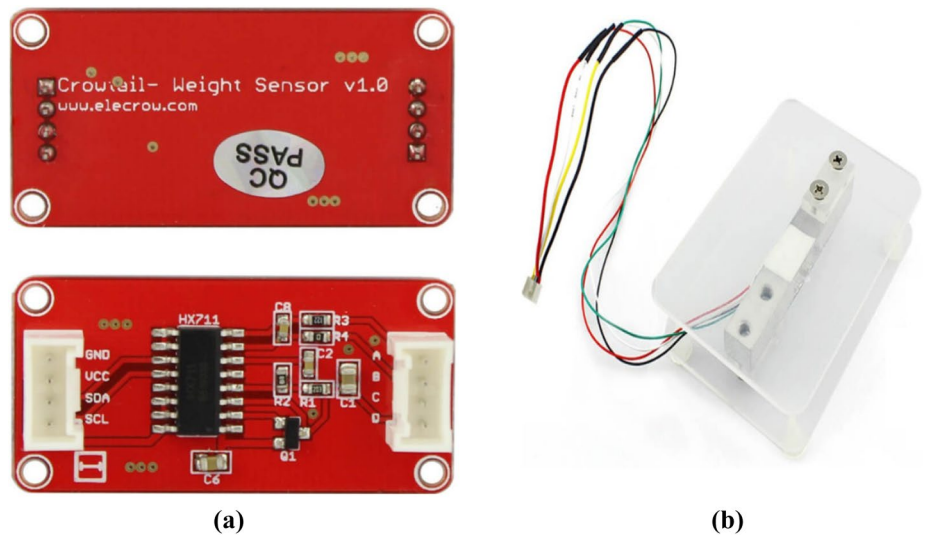 Crowtail- Weight Sensor v1.0
www.elecrow.com
QC
PASS
HX711
C8
R3
R4
GND
VCC
SDA
SCL
C2
A
B
C
D
R2
R1
C1
Q1
C6
(a)
(b)